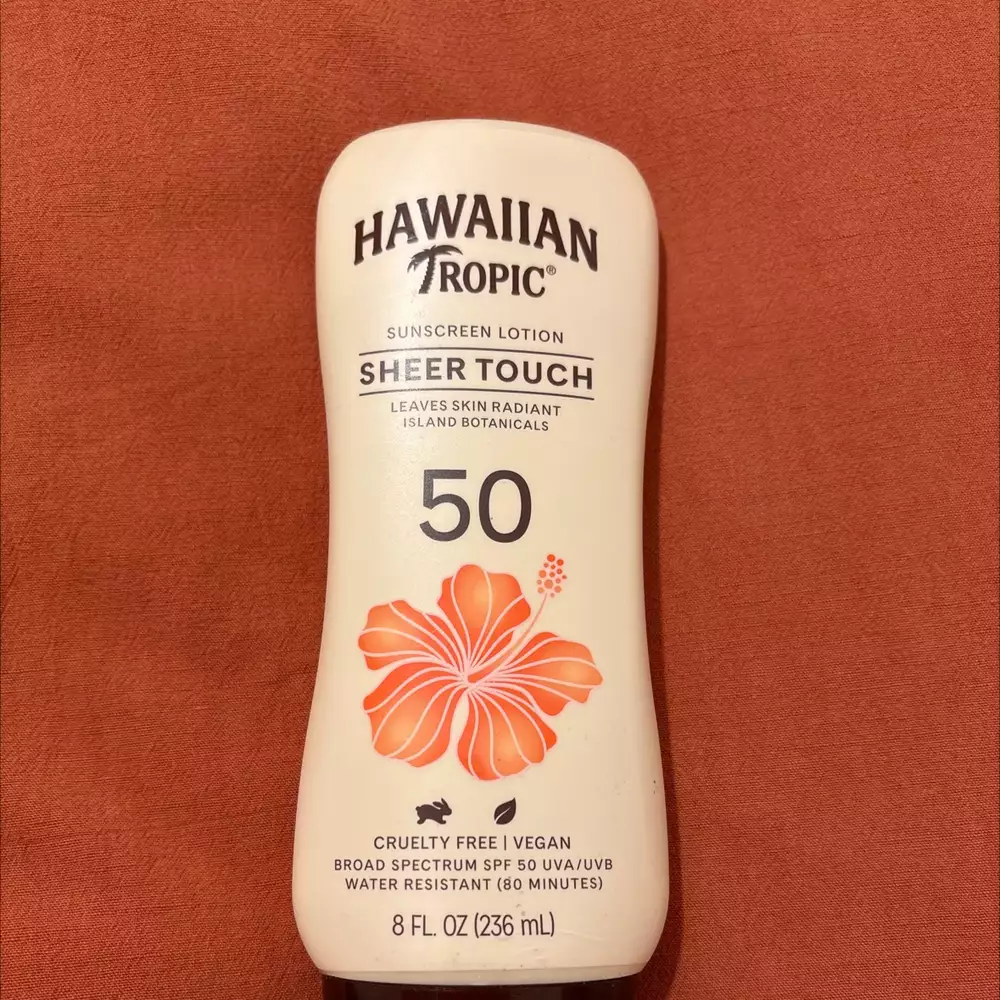 HAWAIIAN
TROPIC®
SUNSCREEN LOTION
SHEER TOUCH
LEAVES SKIN RADIANT
ISLAND BOTANICALS
50
CRUELTY FREE | VEGAN
BROAD SPECTRUM SPF 50 UVA/UVB
WATER RESISTANT (80 MINUTES)
8 FL. OZ (236 mL)